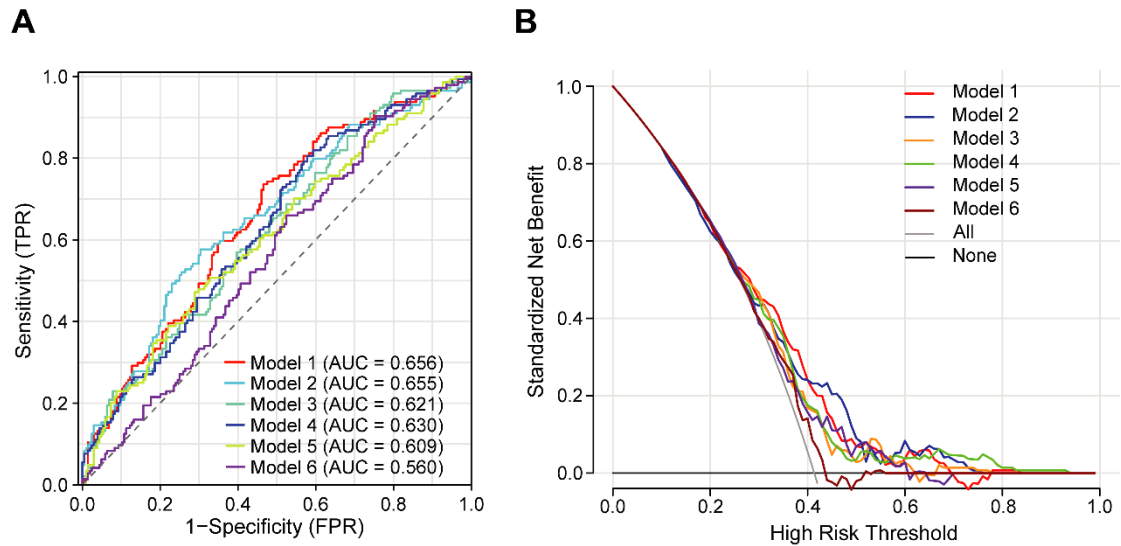 A
B
1.0
0.8
0.6
0.4
0.2
0.0
Sensitivity (TPR)
Model 1 (AUC = 0.656)
Model 2 (AUC = 0.655)
Model 3 (AUC = 0.621)
Model 4 (AUC = 0.630)
Model 5 (AUC = 0.609)
Model 6 (AUC = 0.560)
0.0 0.2 0.4 0.6 0.8 1.0
1−Specificity (FPR)
1.0
0.8
0.6
0.4
0.2
0.0
Standardized Net Benefit
Model 1
Model 2
Model 3
Model 4
Model 5
Model 6
All
None
0.0 0.2 0.4 0.6 0.8 1.0
High Risk Threshold